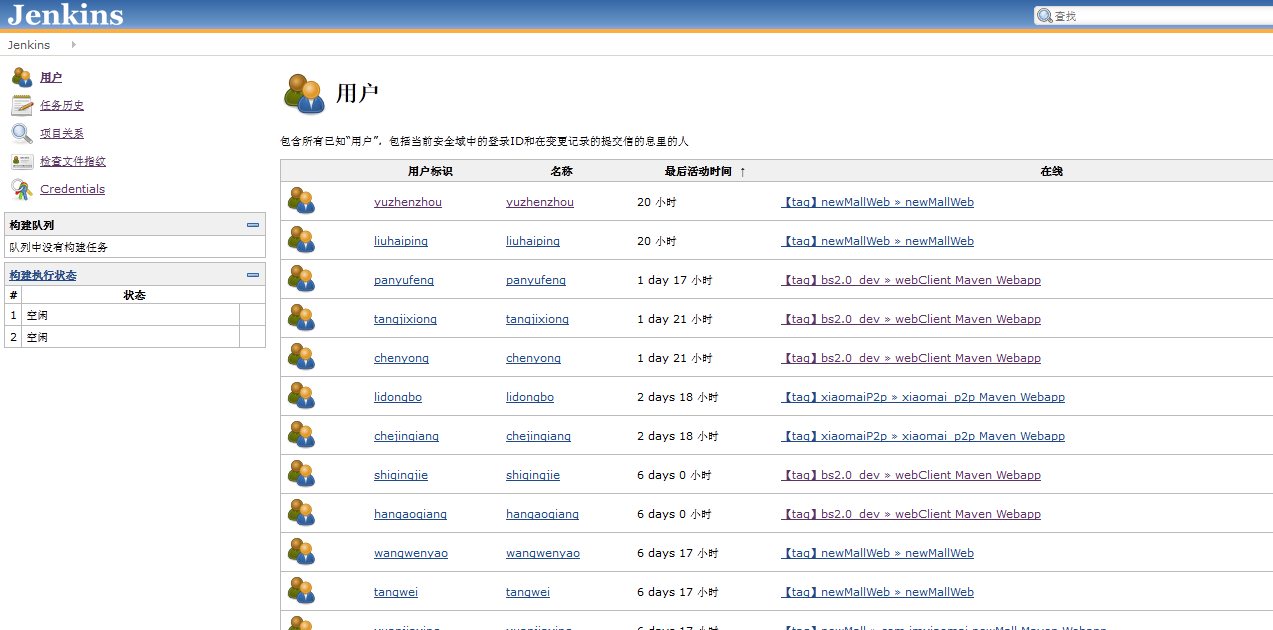 Jenkins
查找
Jenkins
用户
任务历史
项目关系
检查文件指纹
Credentials
构建队列
队列中没有构建任务
构建执行状态
# 状态
1 空闲
2 空闲
用户
包含所有已知“用户”，包括当前安全域中的登录ID和在变更记录的提交信的息里的人
用户标识 名称 最后活动时间 ↑ 在线
yuzhenzhou yuzhenzhou 20 小时 【tag】newMallWeb » newMallWeb
liuhaiping liuhaiping 20 小时 【tag】newMallWeb » newMallWeb
panyufeng panyufeng 1 day 17 小时 【tag】bs2.0_dev » webClient Maven Webapp
tangjixiong tangjixiong 1 day 21 小时 【tag】bs2.0_dev » webClient Maven Webapp
chenyong chenyong 1 day 21 小时 【tag】bs2.0_dev » webClient Maven Webapp
lidongbo lidongbo 2 days 18 小时 【tag】xiaomaiP2p » xiaomai_p2p Maven Webapp
chejinqiang chejinqiang 2 days 18 小时 【tag】xiaomaiP2p » xiaomai_p2p Maven Webapp
shiqingjie shiqingjie 6 days 0 小时 【tag】bs2.0_dev » webClient Maven Webapp
hangaoqiang hangaoqiang 6 days 0 小时 【tag】bs2.0_dev » webClient Maven Webapp
wangwenyao wangwenyao 6 days 17 小时 【tag】newMallWeb » newMallWeb
tangwei tangwei 6 days 17 小时 【tag】newMallWeb » newMallWeb
6 days 17 小时 Maven Webapp